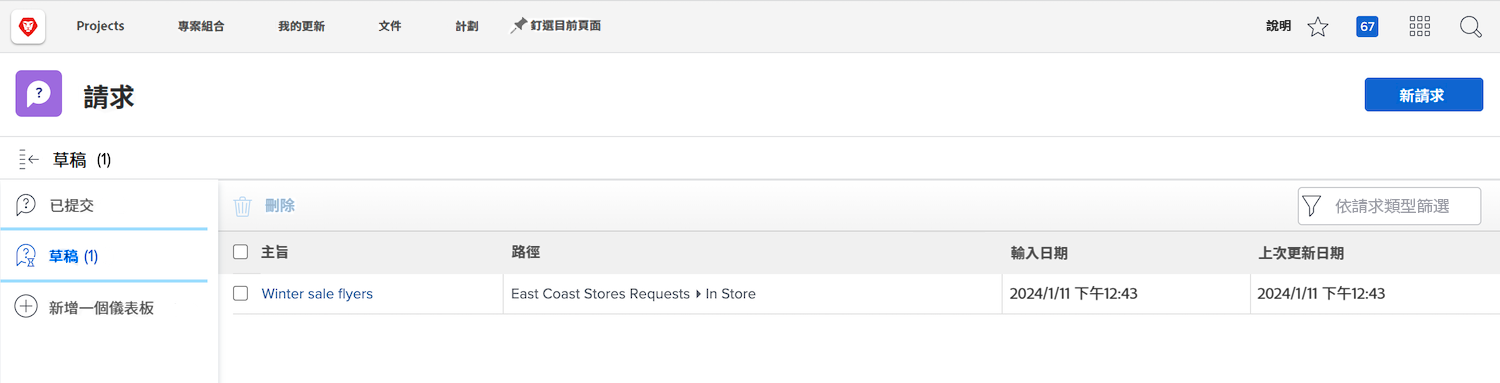 Projects 專案組合 我的更新 文件 計劃 釘選目前頁面 說明 67
請求 新請求
草稿 (1)
已提交
草稿 (1)
新增一個儀表板
刪除 依請求類型篩選
主旨 路徑 輸入日期 上次更新日期
Winter sale flyers East Coast Stores Requests In Store 2024/1/11 下午12:43 2024/1/11 下午12:43